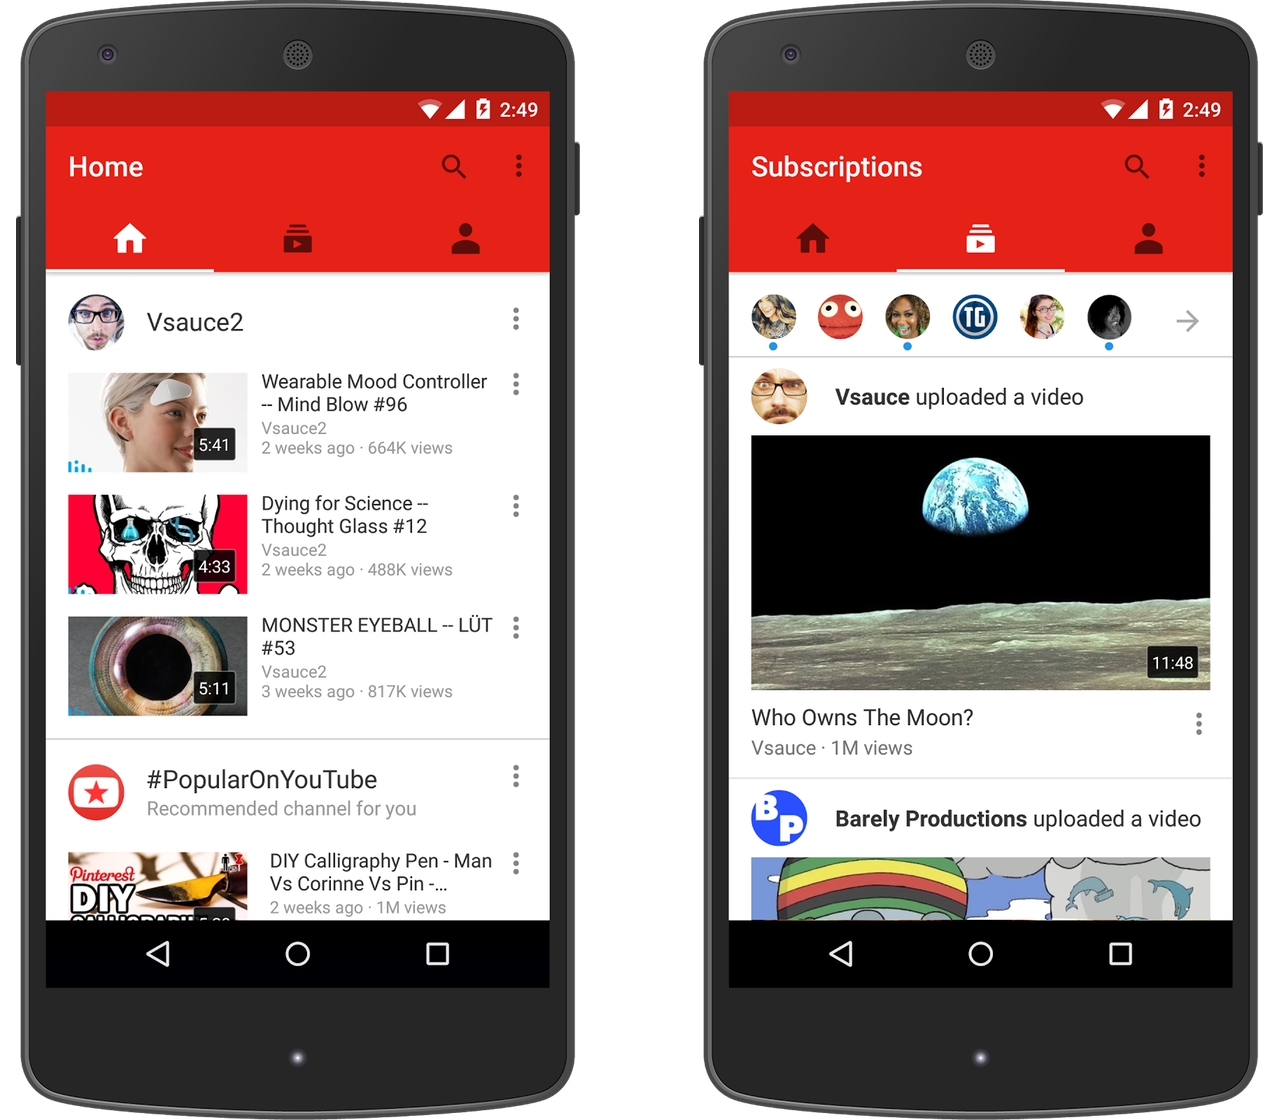 2:49
Home
Vsauce2
Wearable Mood Controller
-- Mind Blow #96
Vsauce2
2 weeks ago · 664K views
5:41
Dying for Science --
Thought Glass #12
Vsauce2
2 weeks ago · 488K views
4:33
MONSTER EYEBALL -- LÜT
#53
Vsauce2
3 weeks ago · 817K views
5:11
#PopularOnYouTube
Recommended channel for you
DIY Calligraphy Pen - Man
Vs Corinne Vs Pin -...
2 weeks ago · 1M views
Pinterest
DIY
2:49
Subscriptions
TG
Vsauce uploaded a video
11:48
Who Owns The Moon?
Vsauce · 1M views
BP
Barely Productions uploaded a video